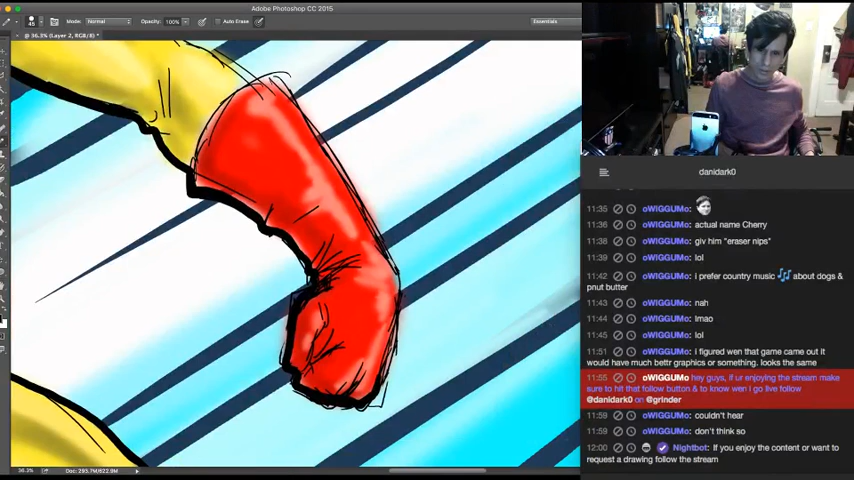 Adobe Photoshop CC 2015
45
Mode: Normal
Opacity: 100%
Auto Erase
Essentials
@ 36.3% (Layer 2, RGB/8) *
danidark0
11:35 oWIGGUMo:
11:36 oWIGGUMo: actual name Cherry
11:38 oWIGGUMo: giv him "eraser nips"
11:39 oWIGGUMo: lol
11:42 oWIGGUMo: i prefer country music 🎶 about dogs &
pnut butter
11:43 oWIGGUMo: nah
11:44 oWIGGUMo: lmao
11:45 oWIGGUMo: lol
11:51 oWIGGUMo: i figured wen that game came out it
would have much bettr graphics or something. looks the same
11:55 oWIGGUMo hey guys, if ur enjoying the stream make
sure to hit that follow button & to know wen i go live follow
@danidark0 on @grinder
11:59 oWIGGUMo: couldn't hear
11:59 oWIGGUMo: don't think so
12:00 Nightbot: If you enjoy the content or want to
request a drawing follow the stream
36.3%
Doc: 293.7M/622.9M